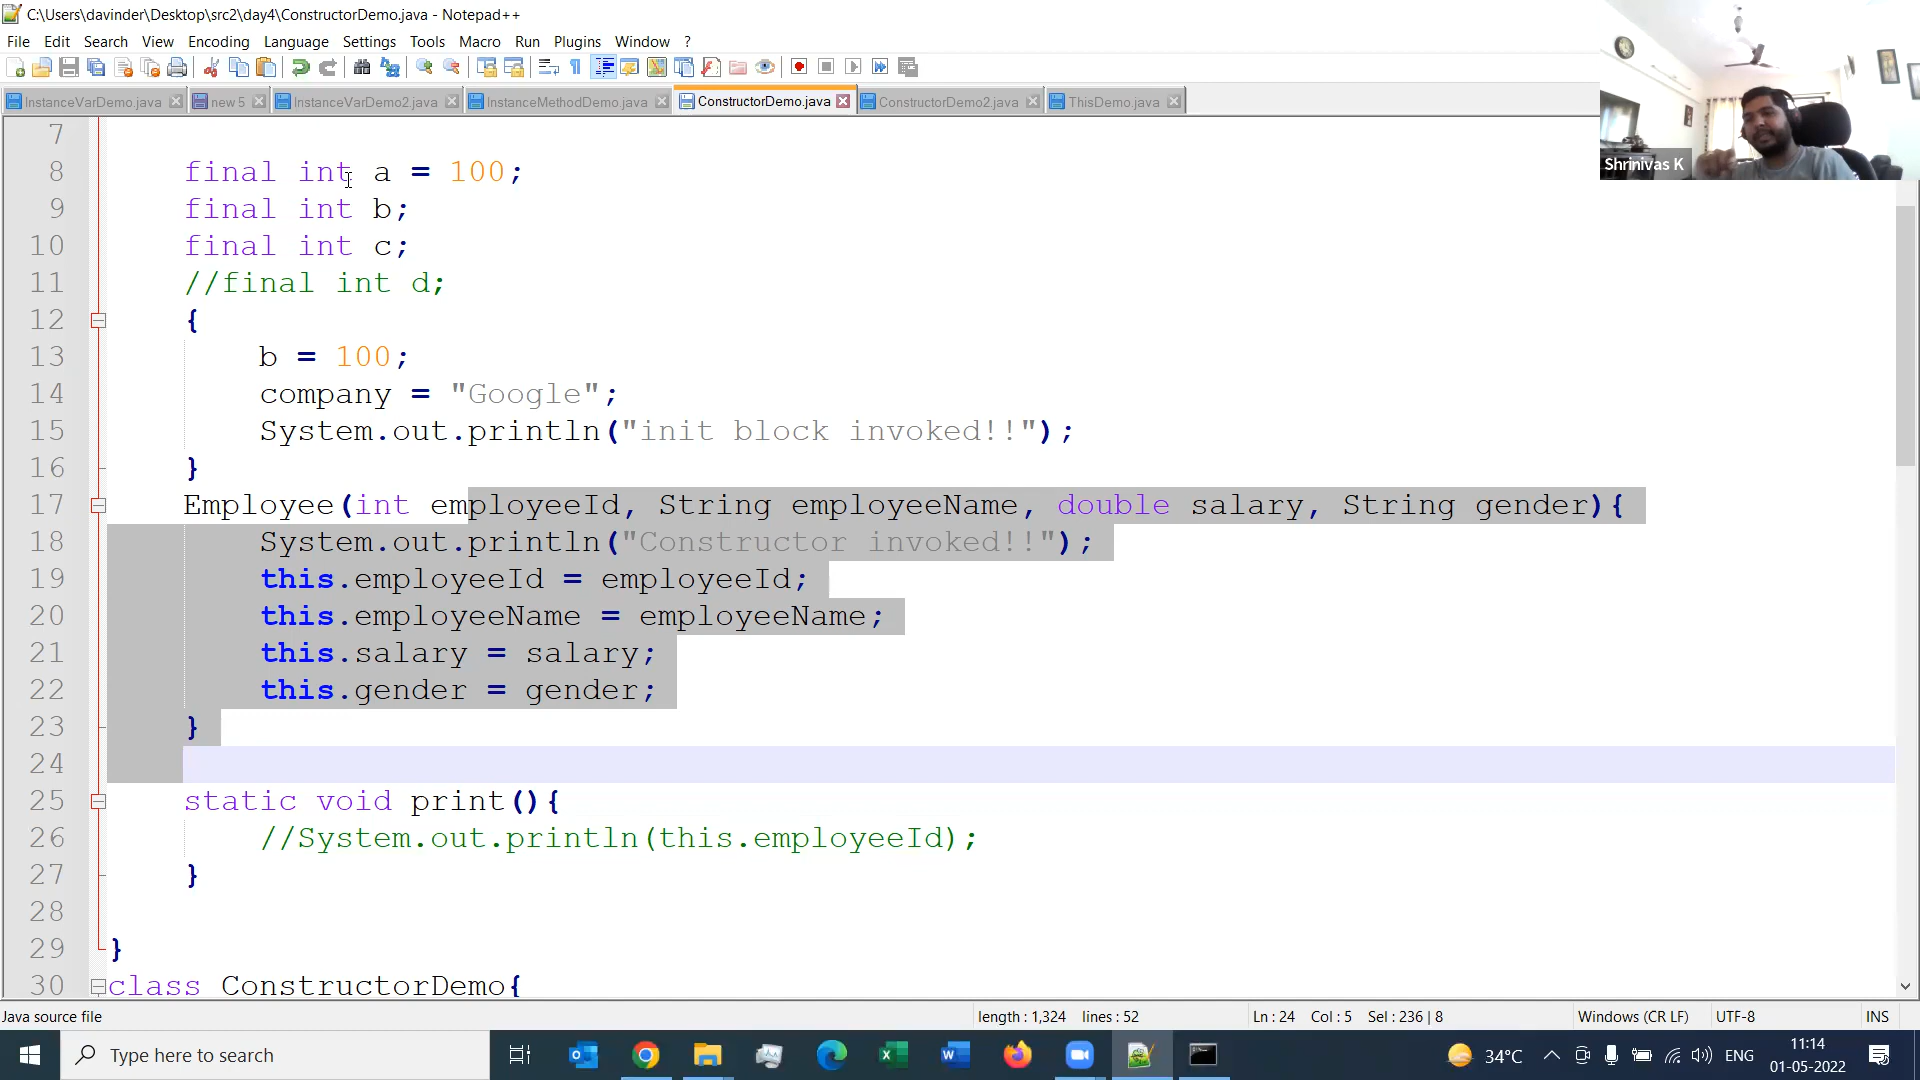 C:\Users\davinder\Desktop\src2\day4\ConstructorDemo.java - Notepad++
File Edit Search View Encoding Language Settings Tools Macro Run Plugins Window ?
InstanceVarDemo.java new 5 InstanceVarDemo2.java InstanceMethodDemo.java ConstructorDemo.java ConstructorDemo2.java ThisDemo.java
Shrinivas K
7
8 final int a = 100;
9 final int b;
10 final int c;
11 //final int d;
12 {
13 b = 100;
14 company = "Google";
15 System.out.println("init block invoked!!");
16 }
17 Employee(int employeeId, String employeeName, double salary, String gender){
18 System.out.println("Constructor invoked!!");
19 this.employeeId = employeeId;
20 this.employeeName = employeeName;
21 this.salary = salary;
22 this.gender = gender;
23 }
24
25 static void print(){
26 //System.out.println(this.employeeId);
27 }
28
29 }
30 class ConstructorDemo{
Java source file length : 1,324 lines : 52 Ln : 24 Col : 5 Sel : 236 | 8 Windows (CR LF) UTF-8 INS
Type here to search 34°C ENG 11:14
01-05-2022